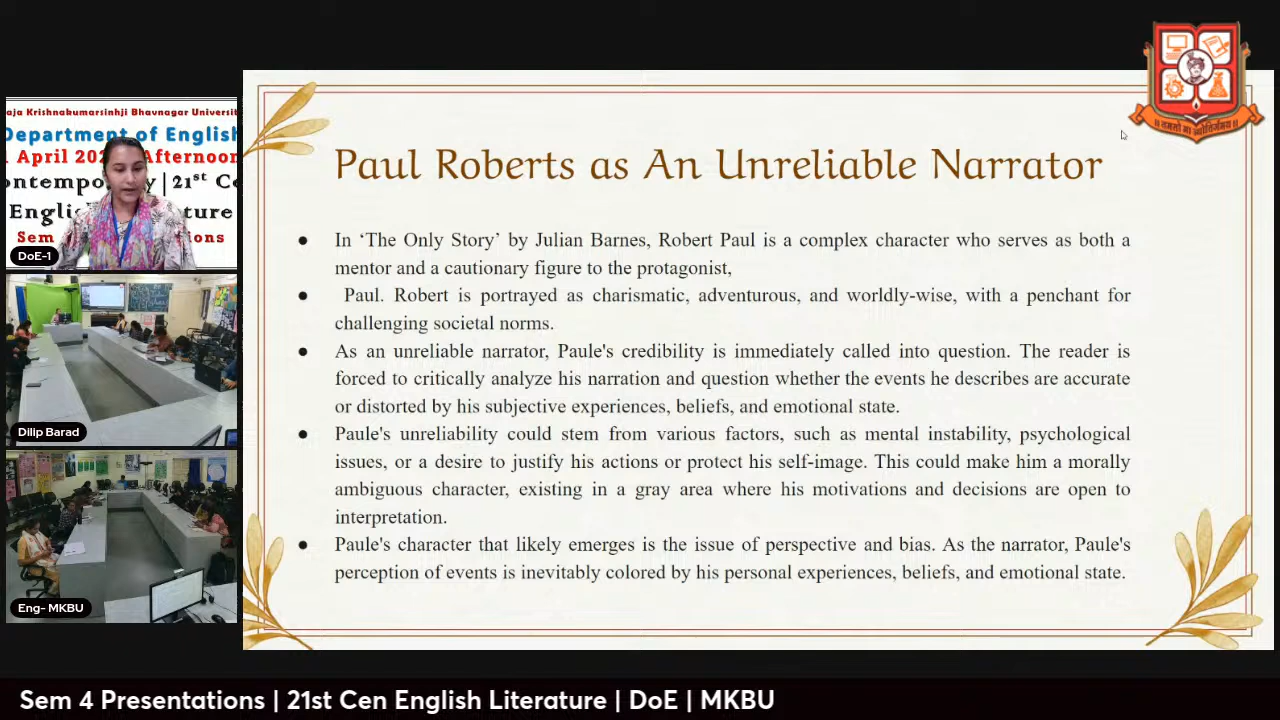 aja Krishnakumarsinhji Bhavnagar Universit
Department of English
April 202 Afternoon
ontemporary | 21st Ce
English ture
Sem ions
DoE-1
Dilip Barad
Eng- MKBU
Paul Roberts as An Unreliable Narrator
● In ‘The Only Story’ by Julian Barnes, Robert Paul is a complex character who serves as both a
mentor and a cautionary figure to the protagonist,
● Paul. Robert is portrayed as charismatic, adventurous, and worldly-wise, with a penchant for
challenging societal norms.
● As an unreliable narrator, Paule's credibility is immediately called into question. The reader is
forced to critically analyze his narration and question whether the events he describes are accurate
or distorted by his subjective experiences, beliefs, and emotional state.
● Paule's unreliability could stem from various factors, such as mental instability, psychological
issues, or a desire to justify his actions or protect his self-image. This could make him a morally
ambiguous character, existing in a gray area where his motivations and decisions are open to
interpretation.
● Paule's character that likely emerges is the issue of perspective and bias. As the narrator, Paule's
perception of events is inevitably colored by his personal experiences, beliefs, and emotional state.
।। तमसो मा ज्योतिर्गमय ।।
Sem 4 Presentations | 21st Cen English Literature | DoE | MKBU